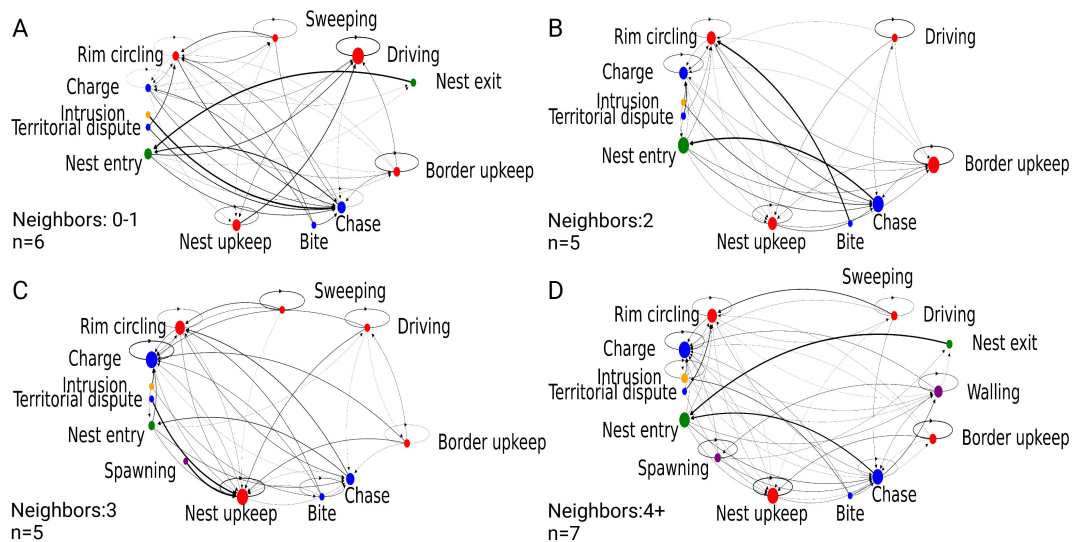 A
Sweeping
Rim circling
Driving
Charge
Nest exit
Intrusion
Territorial dispute
Nest entry
Border upkeep
Neighbors: 0-1
Chase
Nest upkeep
Bite
n=6
B
Rim circling
Driving
Charge
Intrusion
Territorial dispute
Nest entry
Border upkeep
Neighbors:2
Chase
Nest upkeep
Bite
n=5
C
Sweeping
Rim circling
Driving
Charge
Intrusion
Territorial dispute
Nest entry
Border upkeep
Spawning
Neighbors:3
Chase
Nest upkeep
Bite
n=5
D
Sweeping
Rim circling
Driving
Charge
Nest exit
Intrusion
Territorial dispute
Walling
Nest entry
Border upkeep
Spawning
Neighbors:4+
Chase
Nest upkeep
Bite
n=7